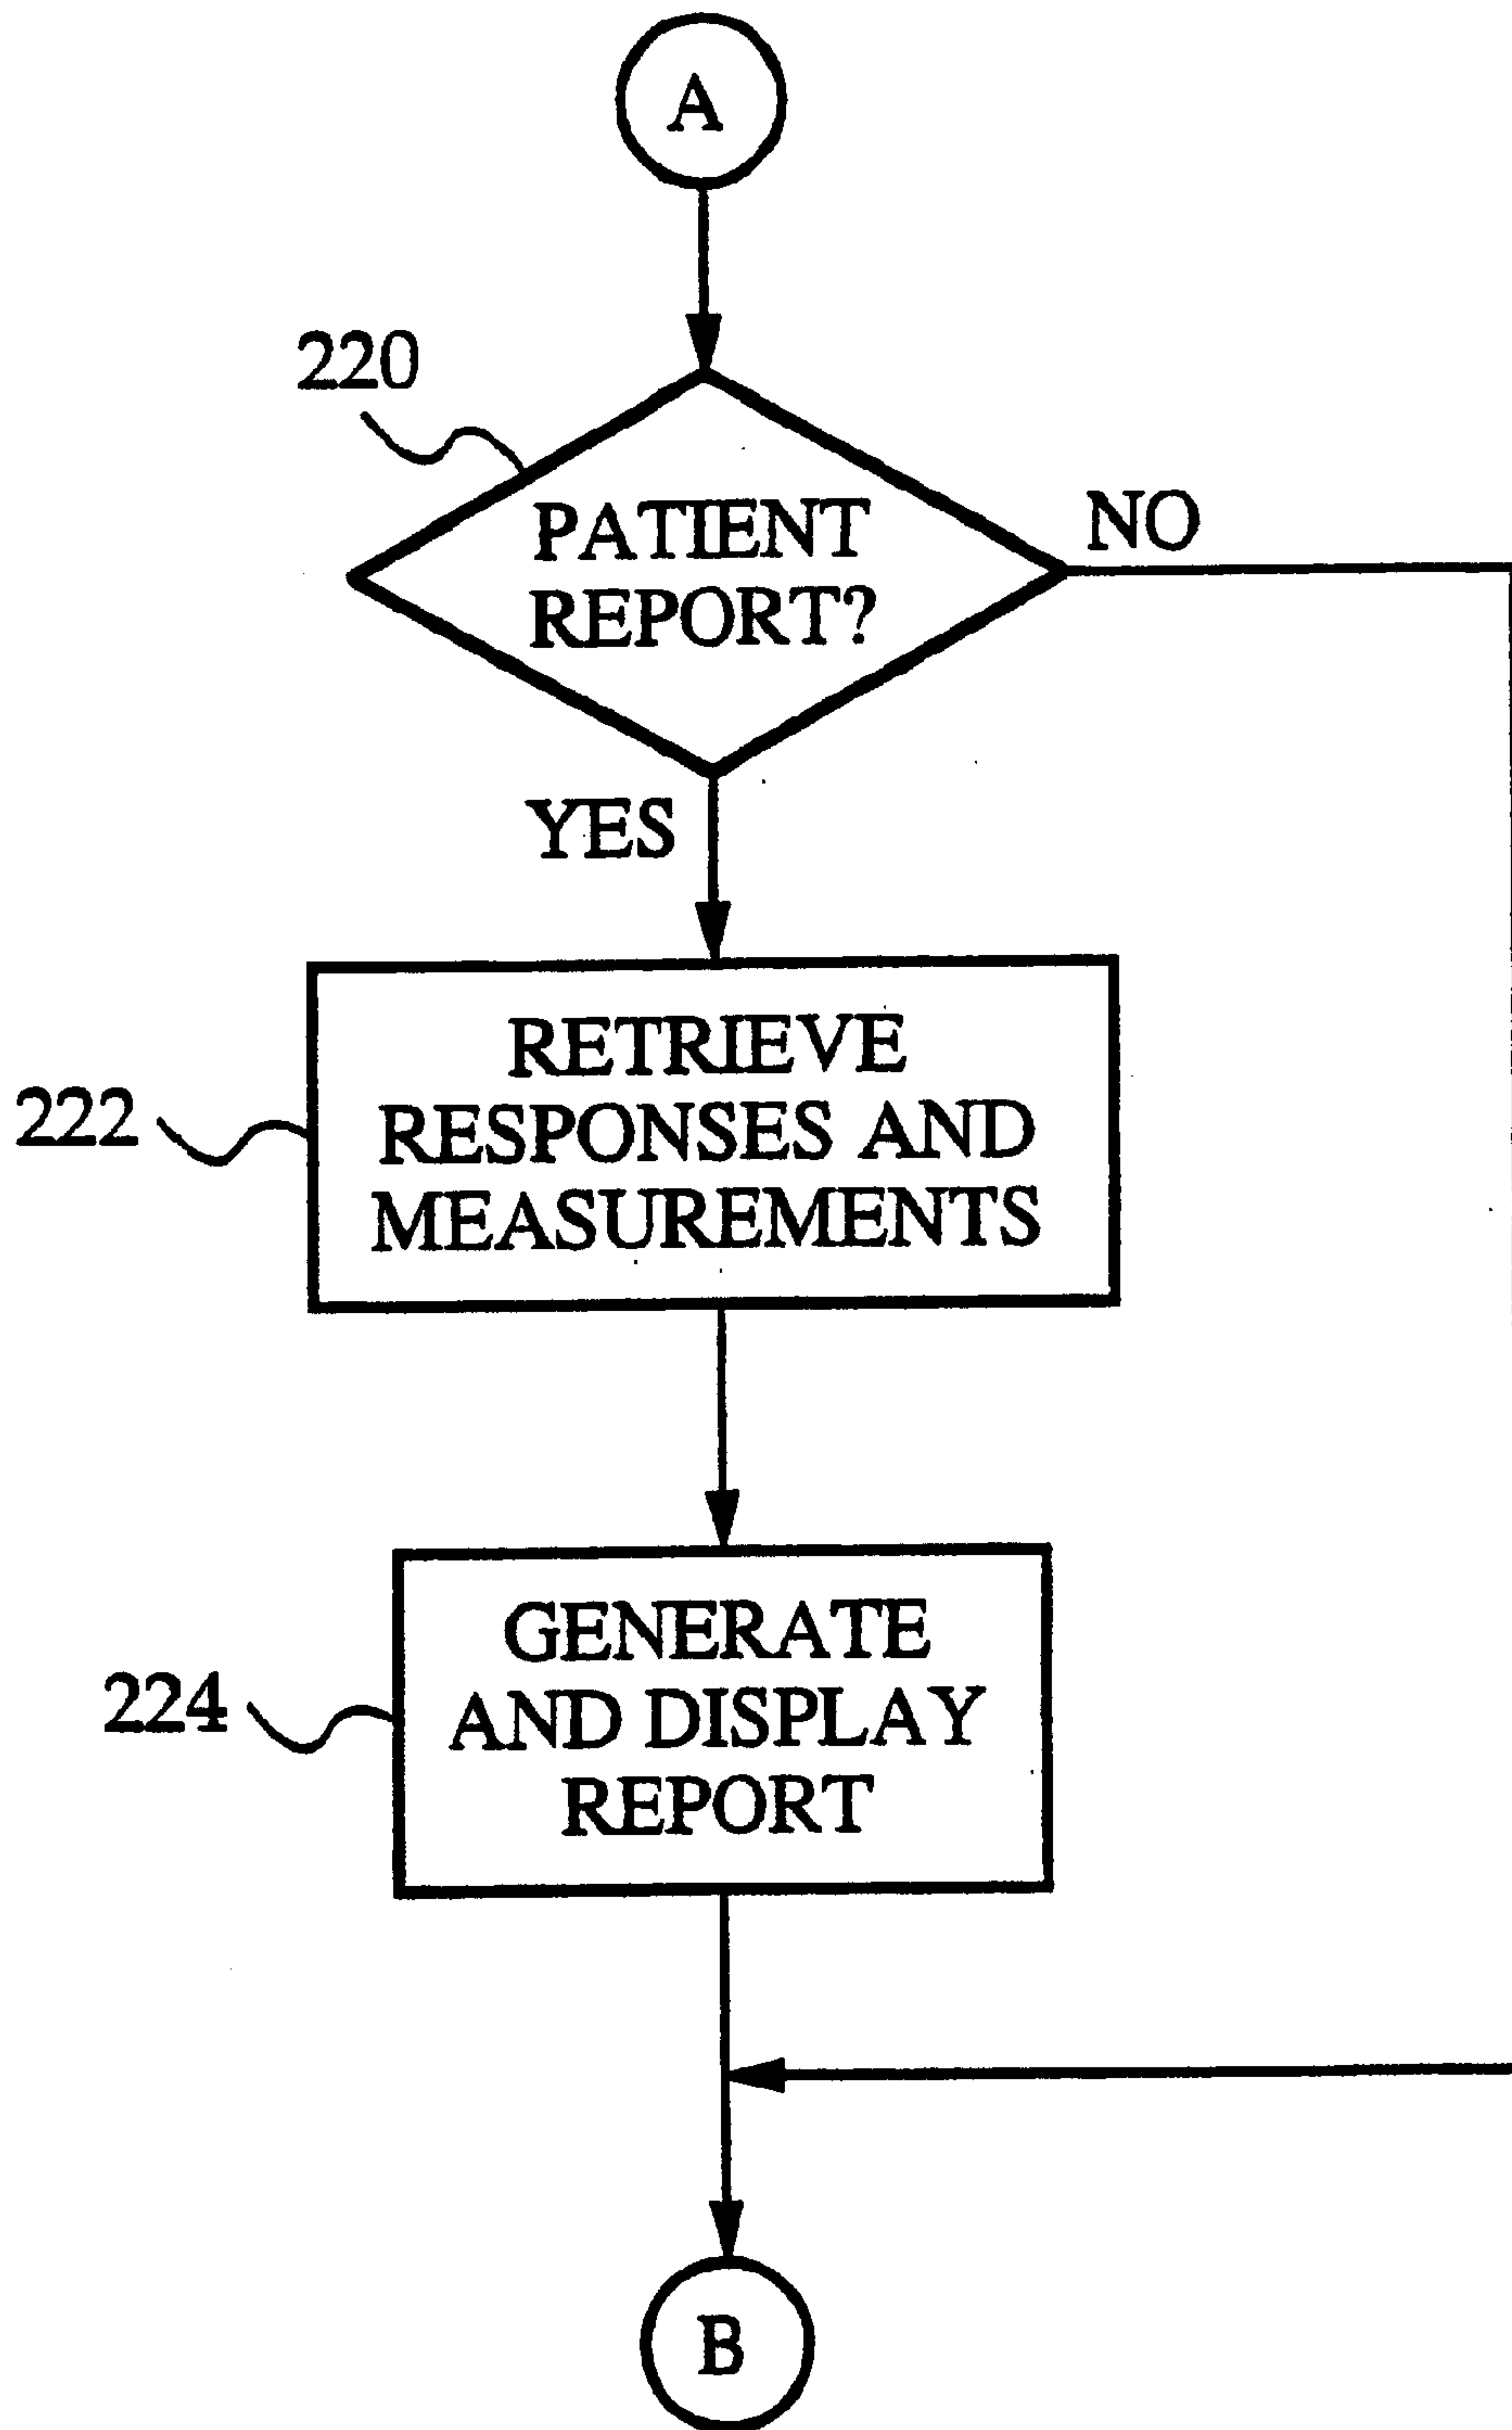 A
220
PATIENT
REPORT?
NO
YES
222
RETRIEVE
RESPONSES AND
MEASUREMENTS
224
GENERATE
AND DISPLAY
REPORT
B